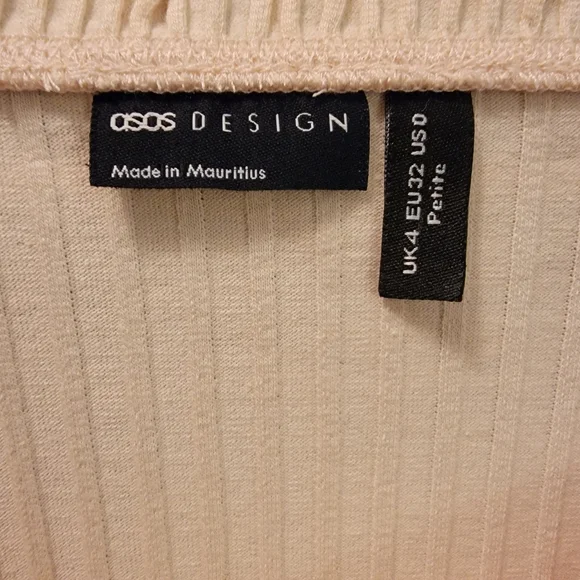 asos DESIGN
Made in Mauritius
UK4 EU32 US0
Petite